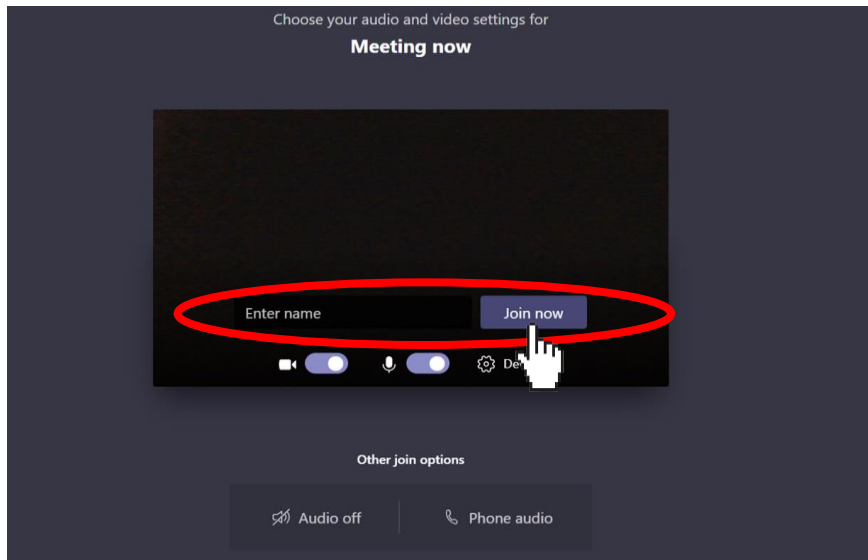 Choose your audio and video settings for
Meeting now
Enter name
Join now
Other join options
Audio off
Phone audio